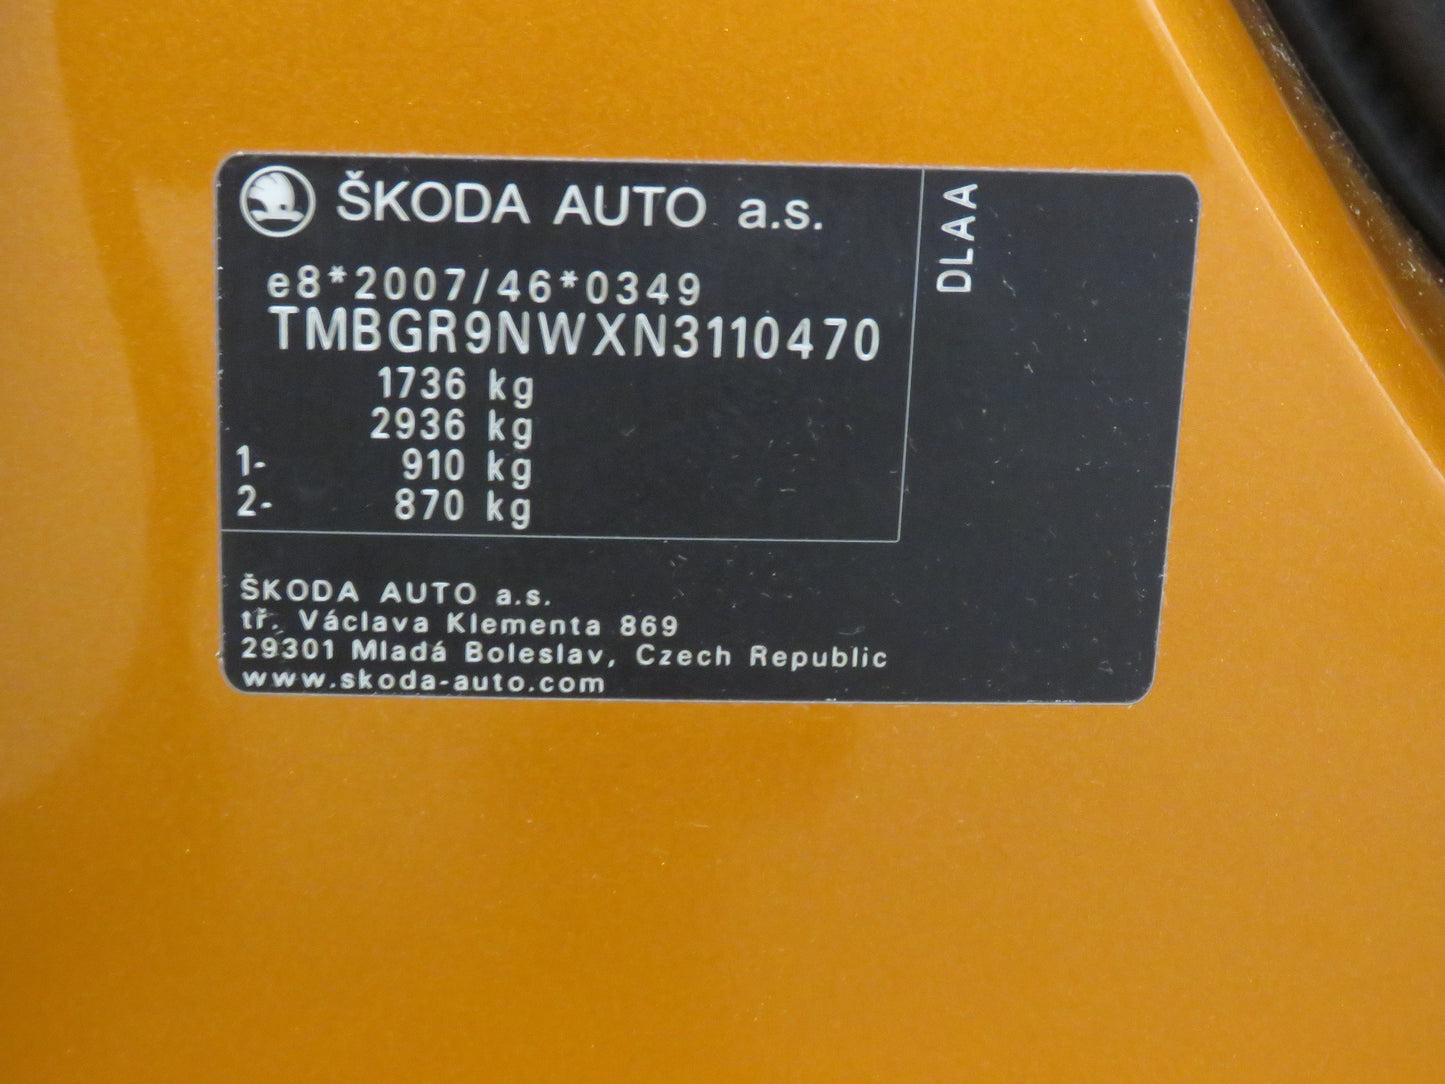 ŠKODA AUTO a.s.
DLAA
e8*2007/46*0349
TMBGR9NWXN3110470
1736 kg
2936 kg
1- 910 kg
2- 870 kg
ŠKODA AUTO a.s.
tř. Václava Klementa 869
29301 Mladá Boleslav, Czech Republic
www.skoda-auto.com